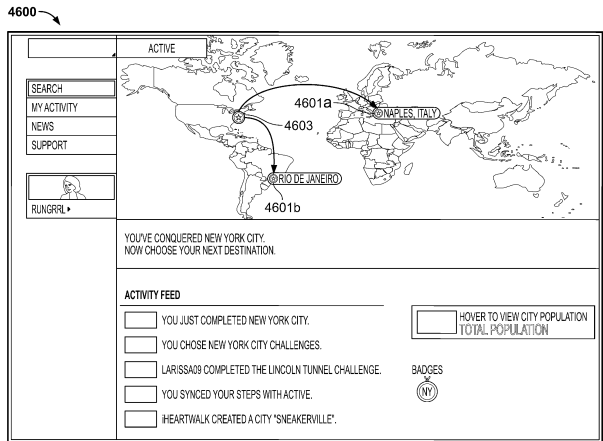 4600
ACTIVE
SEARCH
MY ACTIVITY
NEWS
SUPPORT
RUNGRRL
4601a
NAPLES, ITALY
4603
RIO DE JANEIRO
4601b
YOU'VE CONQUERED NEW YORK CITY.
NOW CHOOSE YOUR NEXT DESTINATION.
ACTIVITY FEED
YOU JUST COMPLETED NEW YORK CITY.
YOU CHOSE NEW YORK CITY CHALLENGES.
LARISSA09 COMPLETED THE LINCOLN TUNNEL CHALLENGE.
YOU SYNCED YOUR STEPS WITH ACTIVE.
iHEARTWALK CREATED A CITY "SNEAKERVILLE".
HOVER TO VIEW CITY POPULATION
TOTAL POPULATION
BADGES
NY